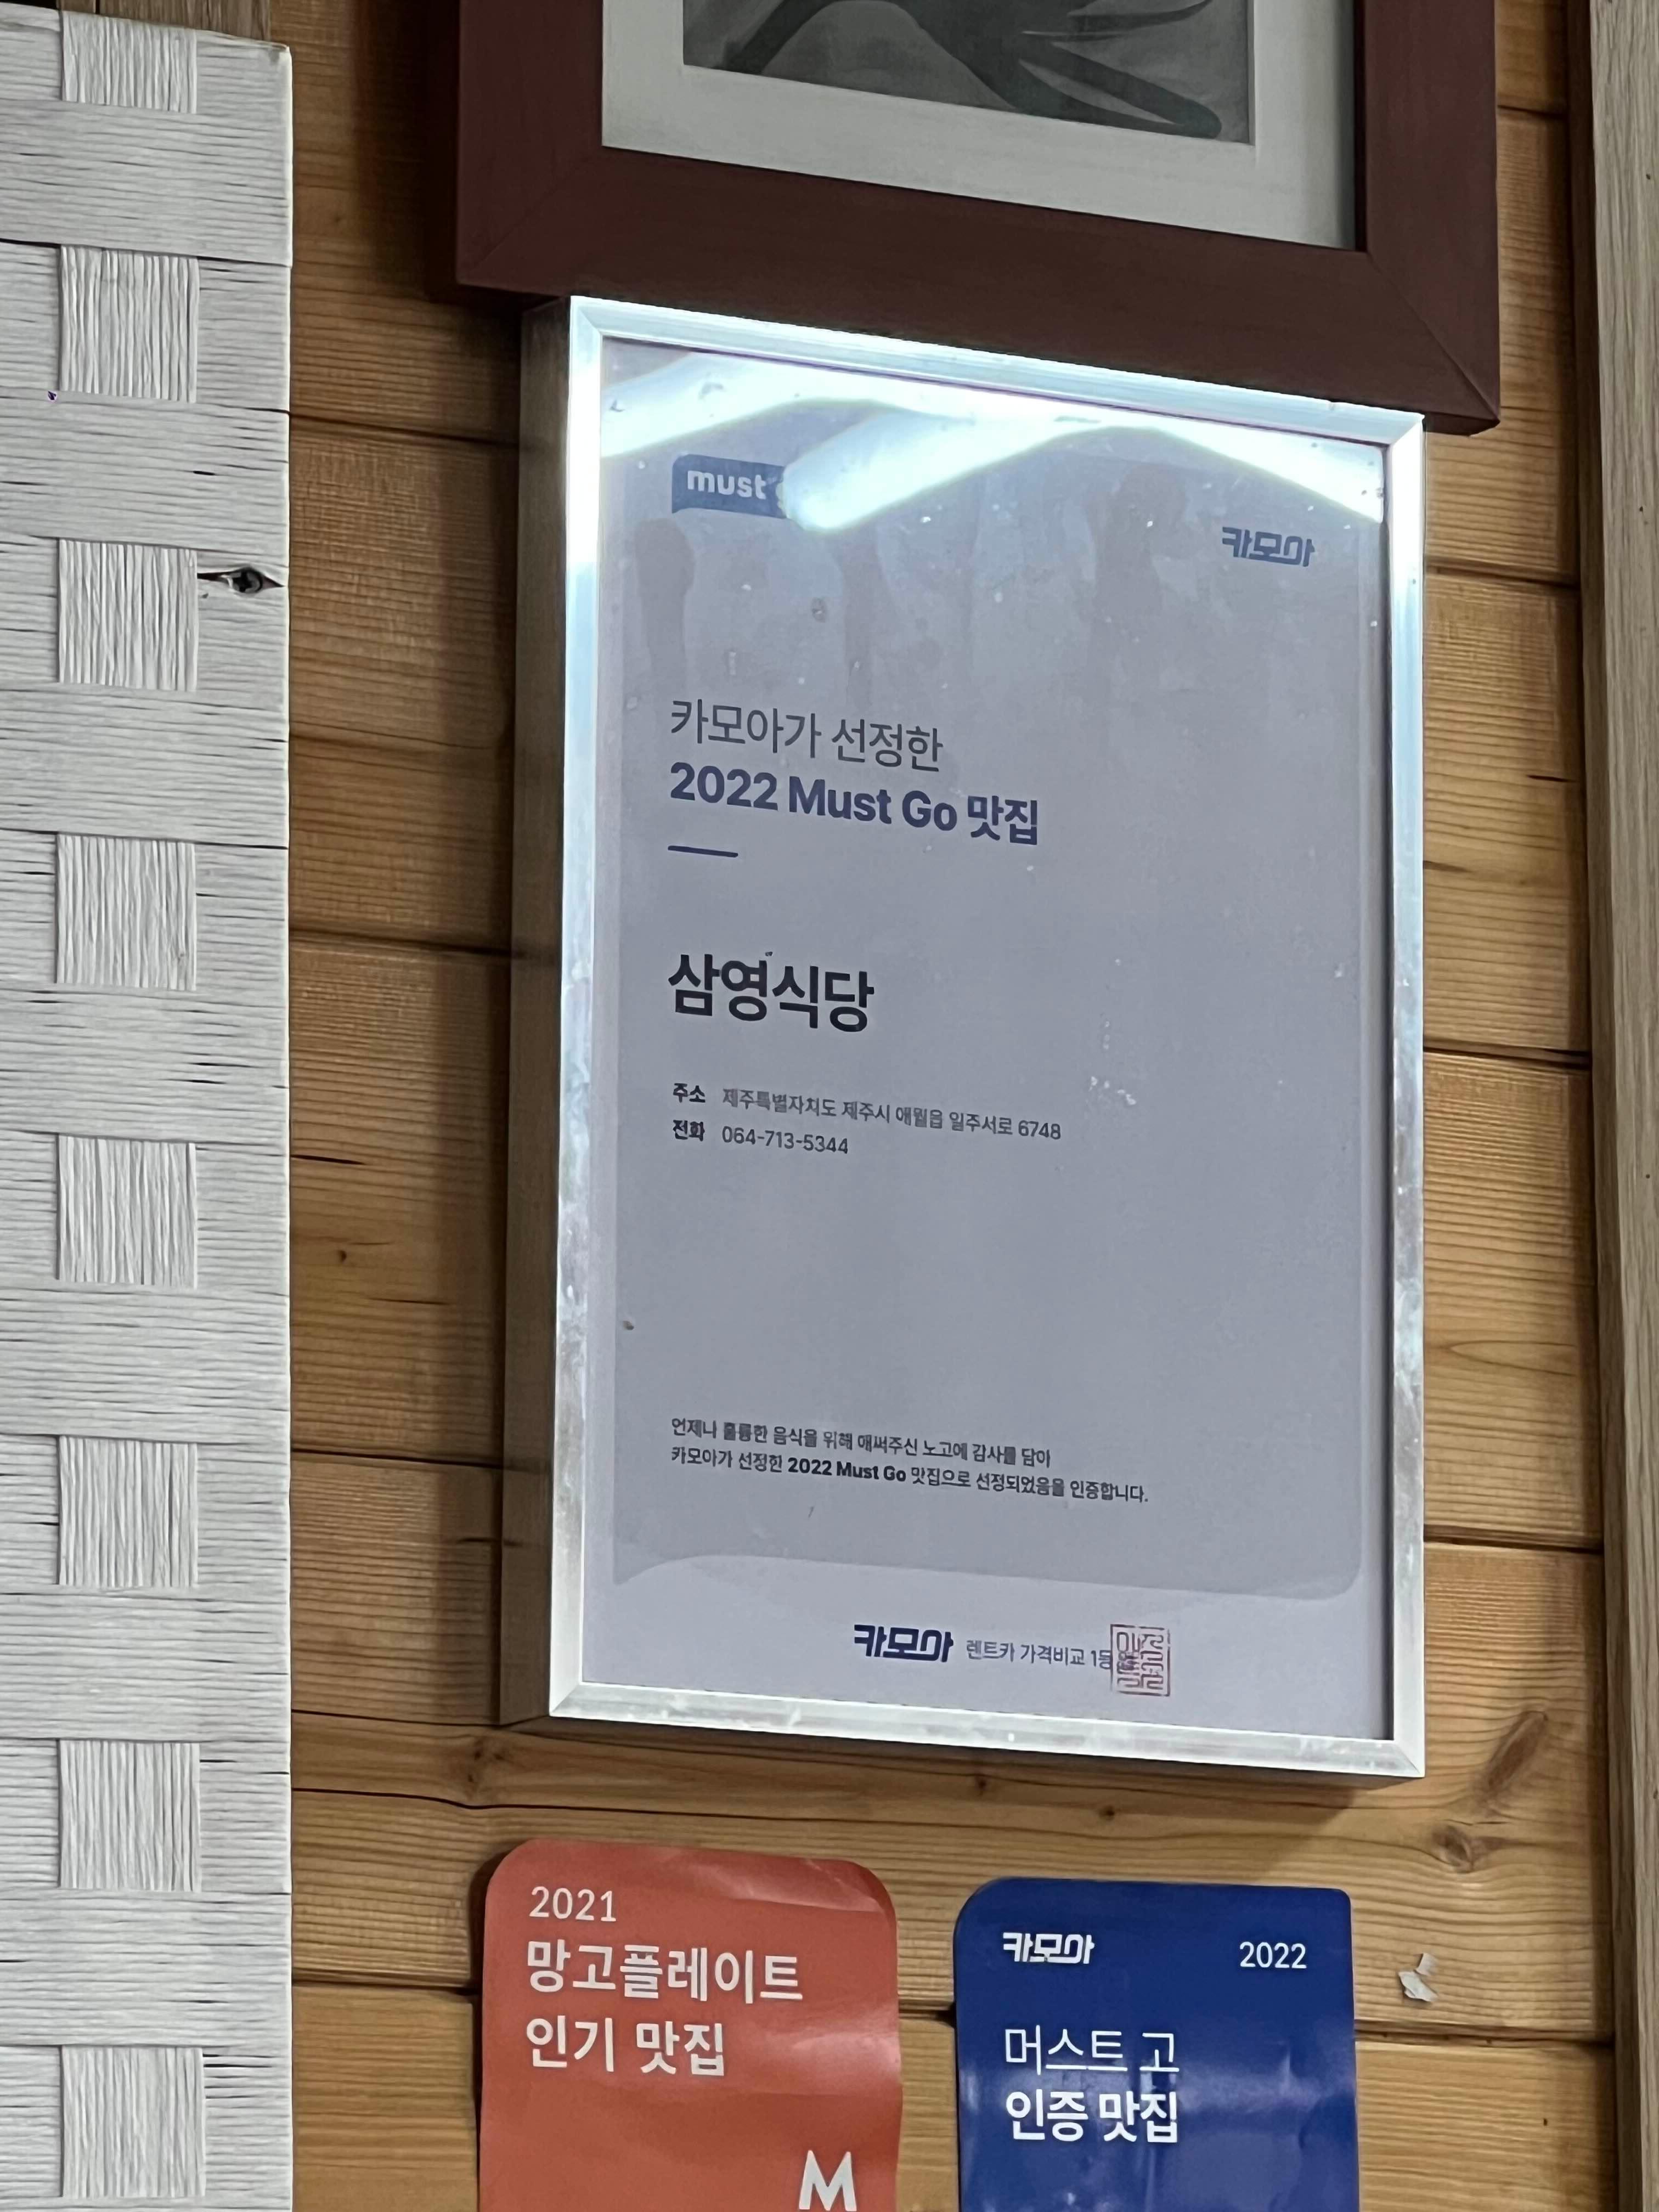 must
카모아
카모아가 선정한
2022 Must Go 맛집
삼영식당
주소 제주특별자치도 제주시 애월읍 일주서로 6748
전화 064-713-5344
언제나 훌륭한 음식을 위해 애써주신 노고에 감사를 담아
카모아가 선정한 2022 Must Go 맛집으로 선정되었음을 인증합니다.
카모아 렌트카 가격비교 1등
2021
망고플레이트
인기 맛집
M
카모아 2022
머스트 고
인증 맛집